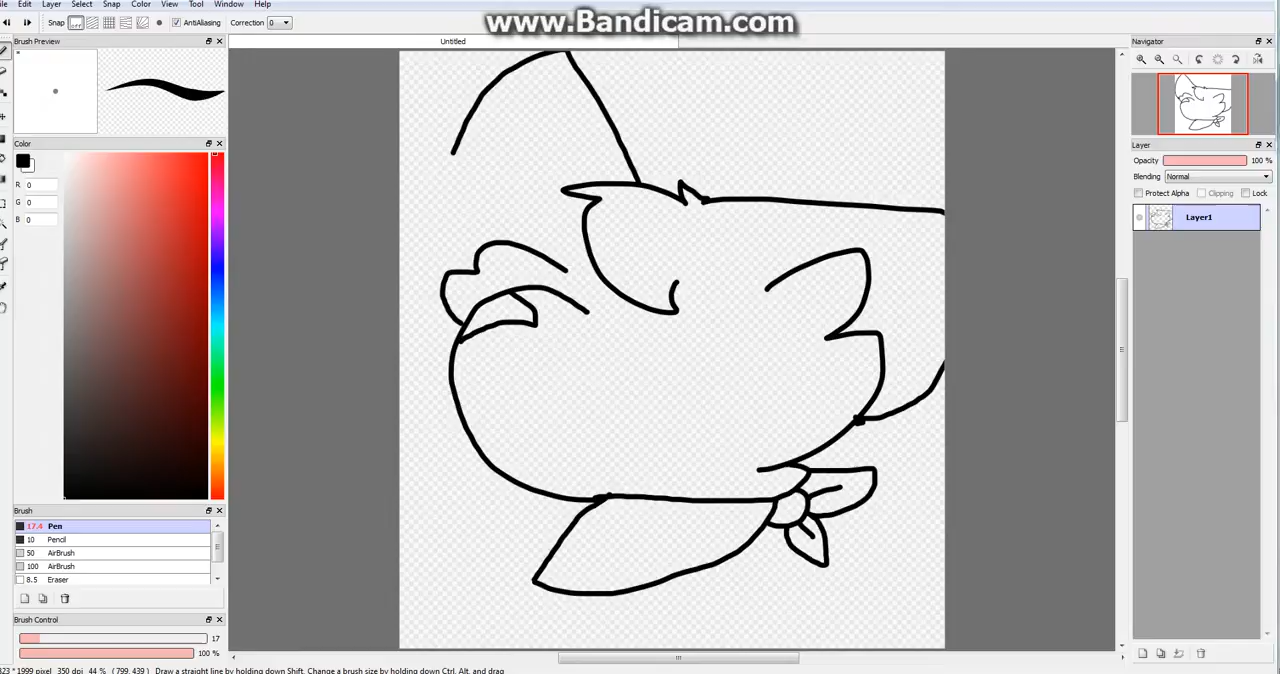 www.Bandicam.com
Edit Layer Select Snap Color View Tool Window Help
Snap off AntiAliasing Correction 0
Brush Preview
Untitled
Navigator
Color
R 0
G 0
B 0
Layer
Opacity 100 %
Blending Normal
Protect Alpha Clipping Lock
Layer1
Brush
17.4 Pen
10 Pencil
50 AirBrush
100 AirBrush
8.5 Eraser
Brush Control
17
100 %
323 * 1999 pixel 350 dpi 44 % (799, 439) Draw a straight line by holding down Shift. Change a brush size by holding down Ctrl, Alt, and drag